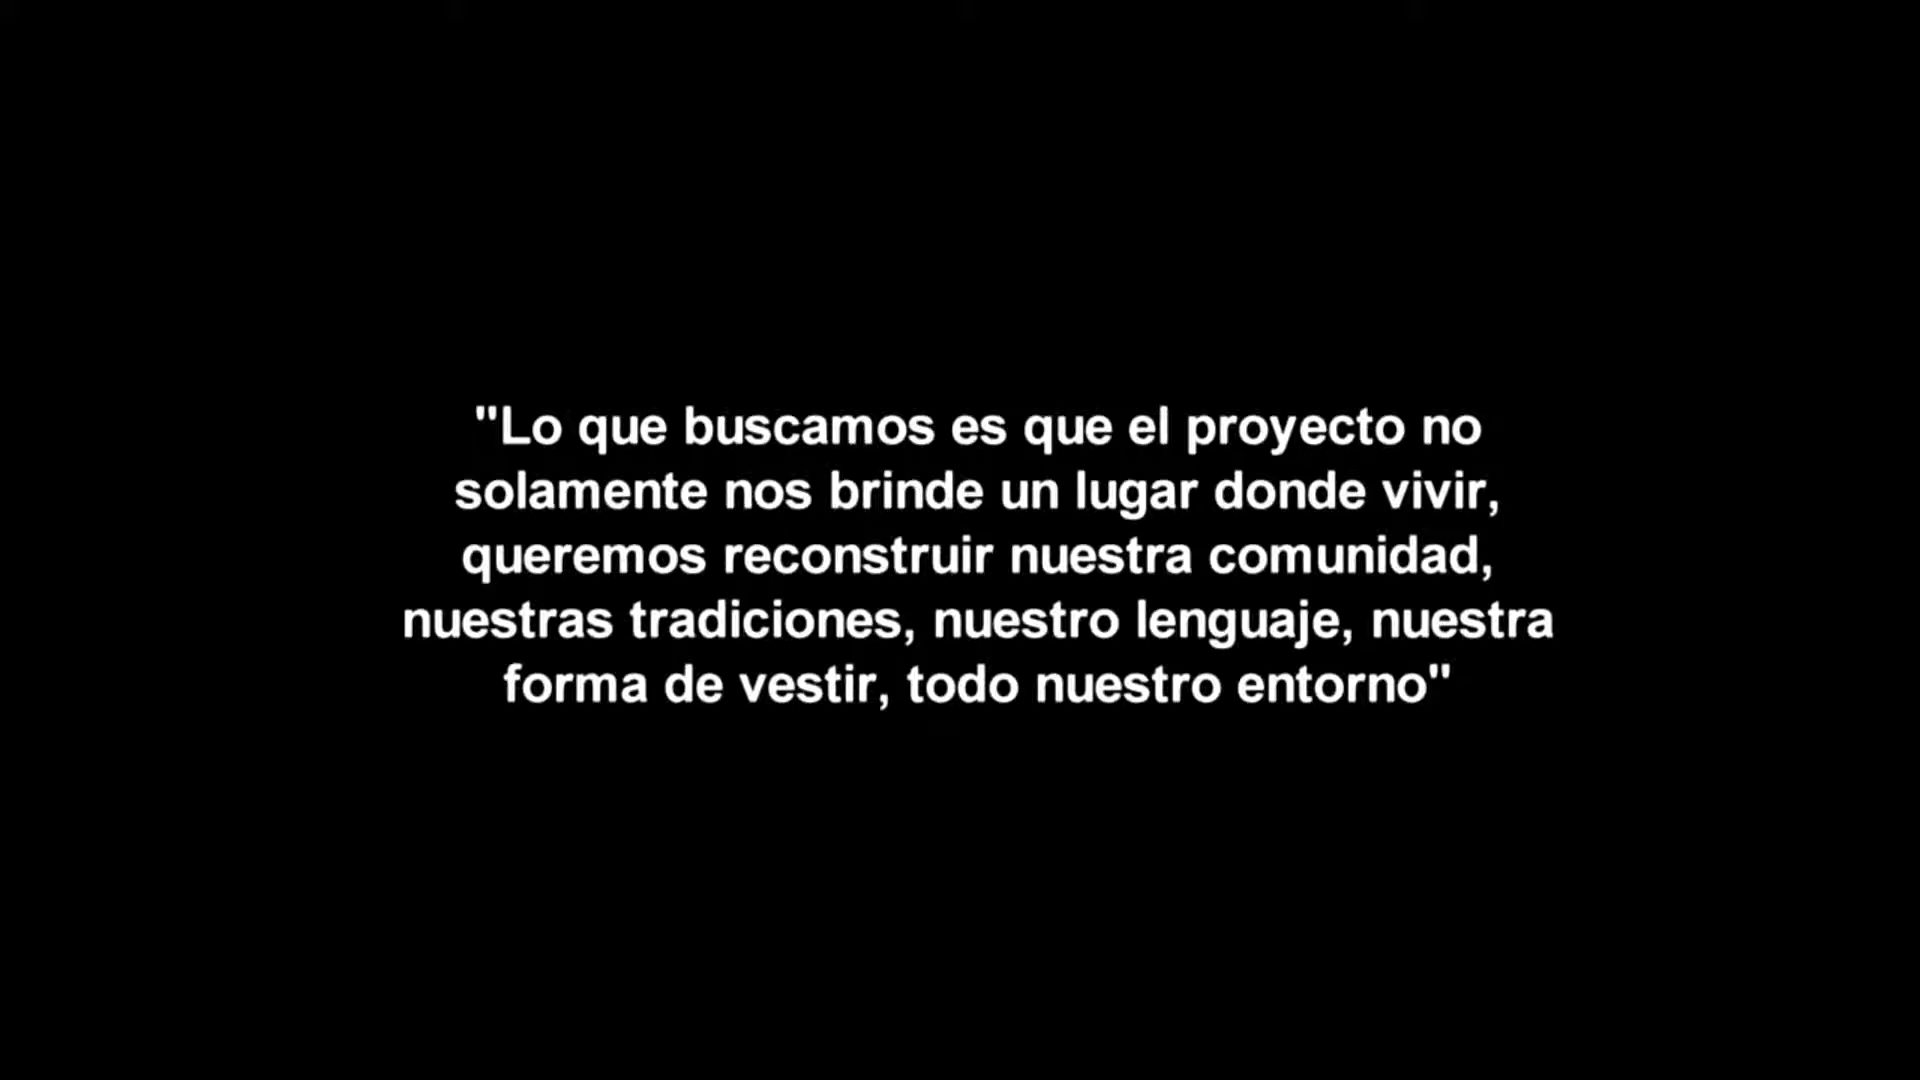 "Lo que buscamos es que el proyecto no
solamente nos brinde un lugar donde vivir,
queremos reconstruir nuestra comunidad,
nuestras tradiciones, nuestro lenguaje, nuestra
forma de vestir, todo nuestro entorno"